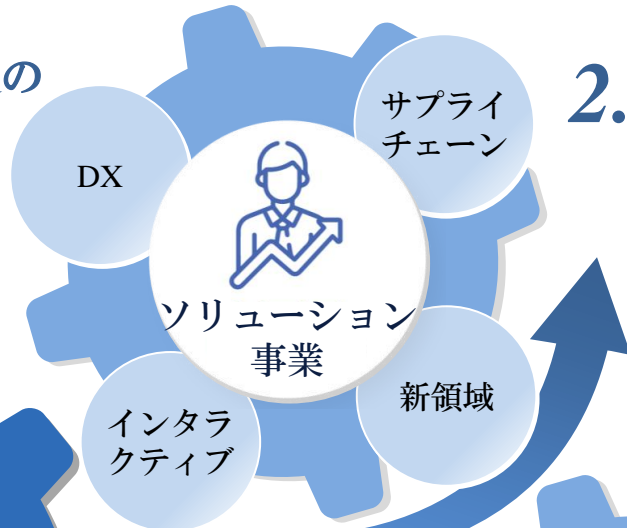 の
2.
サプライ
チェーン
DX
ソリューション
事業
新領域
インタラ
クティブ